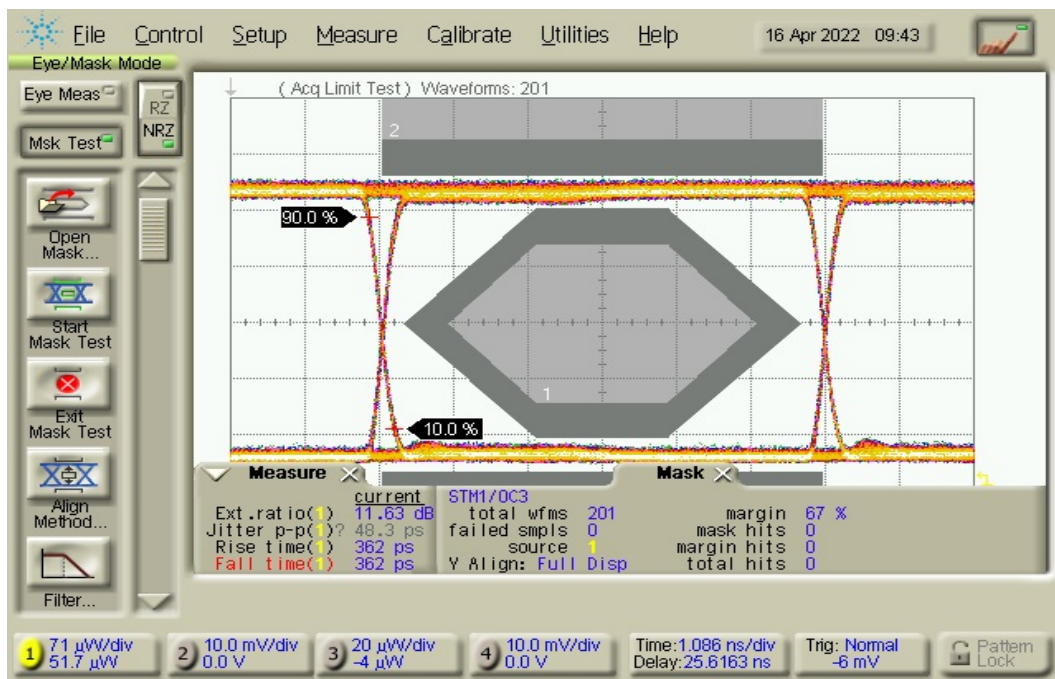 File Control Setup Measure Calibrate Utilities Help 16 Apr 2022 09:43
Eye/Mask Mode
Eye Meas
Msk Test
RZ
NRZ
Open
Mask...
Start
Mask Test
Exit
Mask Test
Align
Method...
Filter...
( Acq Limit Test ) Waveforms: 201
2
90.0 %
1
10.0 %
Measure
current
Ext.ratio(1) 11.63 dB
Jitter p-p(1)? 48.3 ps
Rise time(1) 362 ps
Fall time(1) 362 ps
Mask
STM1/OC3
total wfms 201 margin 67 %
failed smpls 0 mask hits 0
source 1 margin hits 0
Y Align: Full Disp total hits 0
1 71 µW/div
51.7 µW
2 10.0 mV/div
0.0 V
3 20 µW/div
-4 µW
4 10.0 mV/div
0.0 V
Time:1.086 ns/div
Delay:25.6163 ns
Trig: Normal
-6 mV
Pattern
Lock